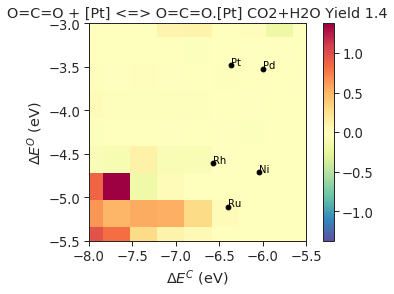 O=C=O + [Pt] <=> O=C=O.[Pt] CO2+H2O Yield 1.4
−3.0
−3.5
−4.0
−4.5
−5.0
−5.5
ΔE^O (eV)
Pt
Pd
Rh
Ni
Ru
−8.0 −7.5 −7.0 −6.5 −6.0 −5.5
ΔE^C (eV)
1.0
0.5
0.0
−0.5
−1.0